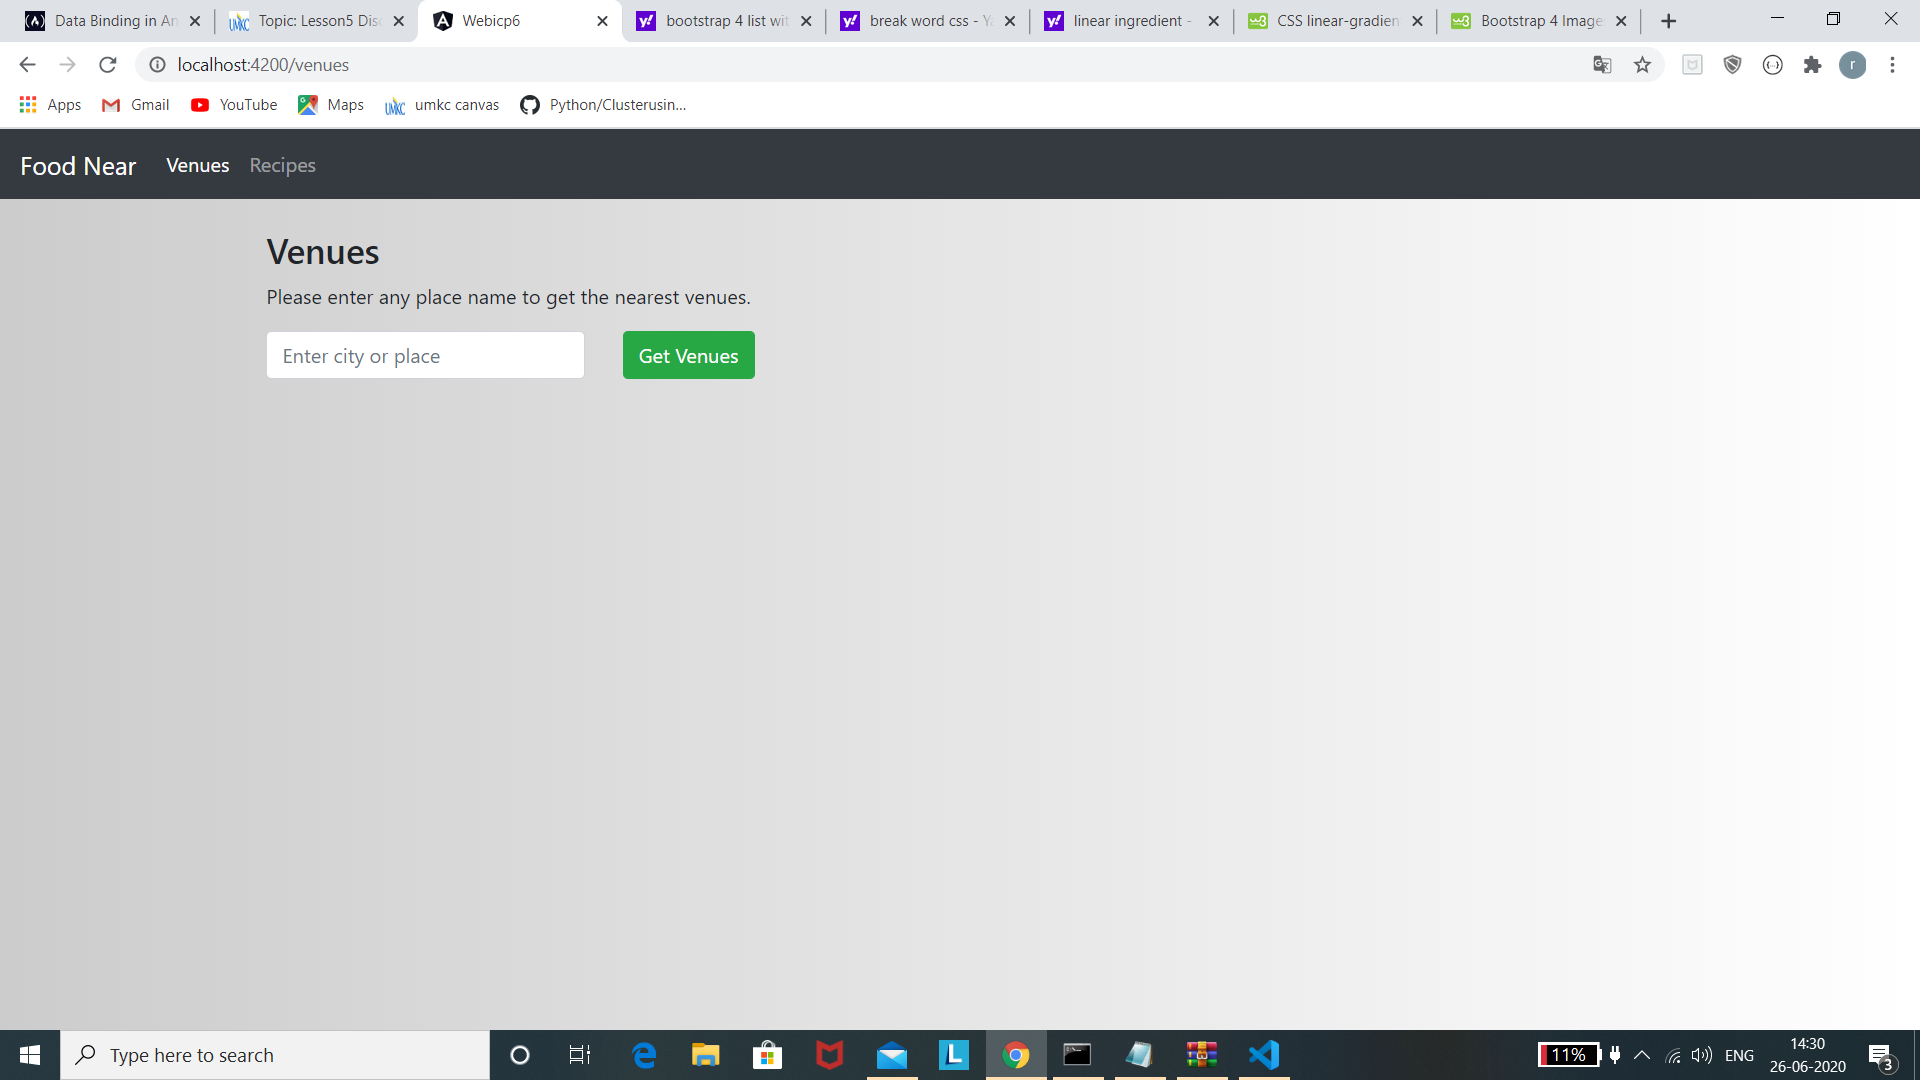 Data Binding in An
Topic: Lesson5 Disc
Webicp6
bootstrap 4 list wit
break word css - Ya
linear ingredient -
CSS linear-gradien
Bootstrap 4 Image
localhost:4200/venues
r
Apps
Gmail
YouTube
Maps
umkc canvas
Python/Clusterusin...
Food Near
Venues
Recipes
Venues
Please enter any place name to get the nearest venues.
Enter city or place
Get Venues
Type here to search
11%
ENG
14:30
26-06-2020
3